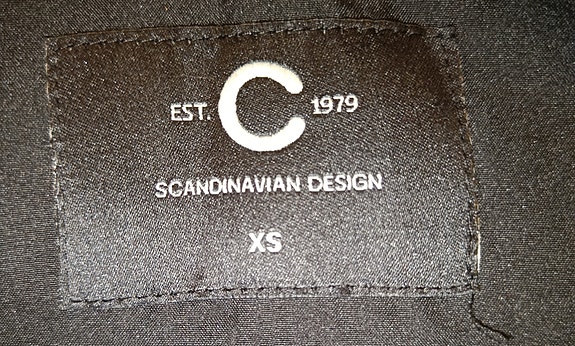 EST. C 1979
SCANDINAVIAN DESIGN
XS